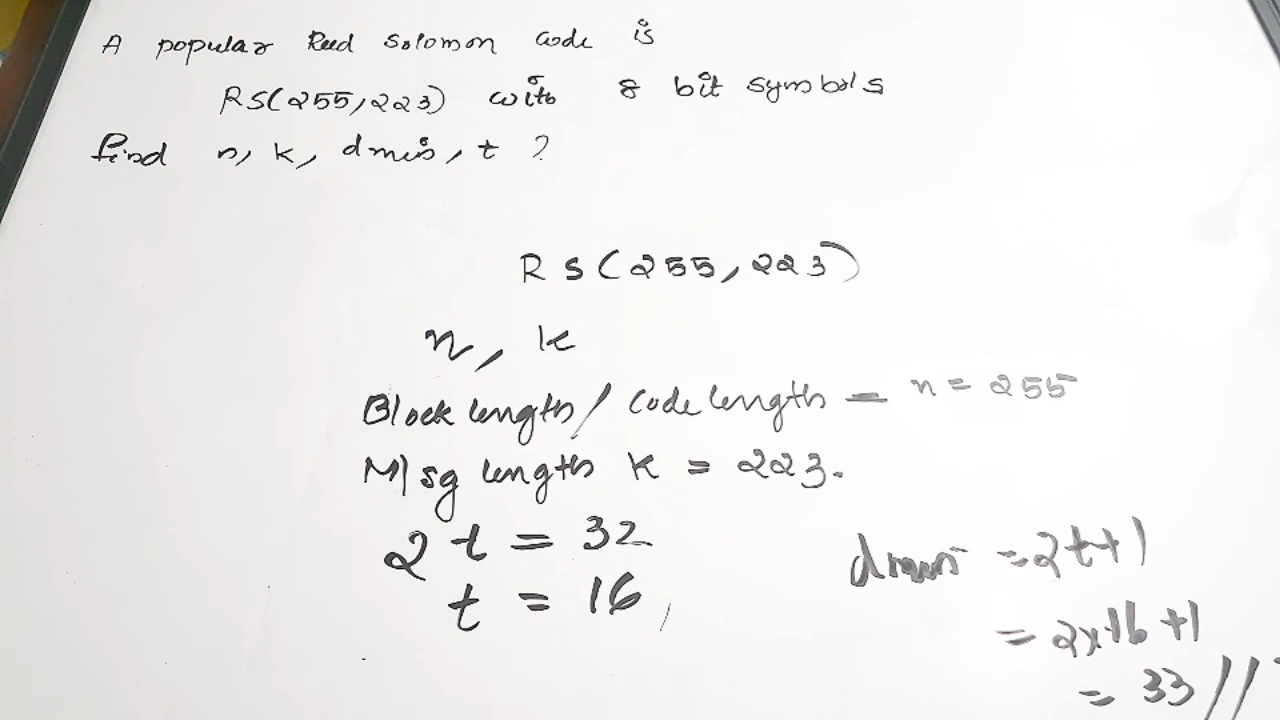 A popular Reed Solomon code is
RS(255,223) with 8 bit symbols
find n, k, dmin, t ?
RS(255,223)
n, k
Block length/ Code length = n = 255
M/sg length k = 223.
2t = 32
t = 16,
dmin = 2t+1
= 2x16+1
= 33//